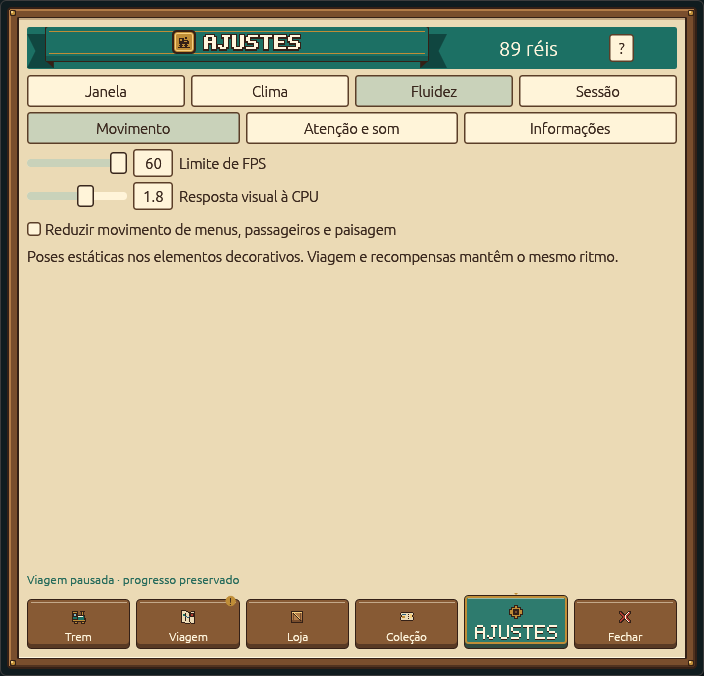 AJUSTES
89 réis
?
Janela
Clima
Fluidez
Sessão
Movimento
Atenção e som
Informações
60 Limite de FPS
1.8 Resposta visual à CPU
Reduzir movimento de menus, passageiros e paisagem
Poses estáticas nos elementos decorativos. Viagem e recompensas mantêm o mesmo ritmo.
Viagem pausada · progresso preservado
!
Trem
Viagem
Loja
Coleção
AJUSTES
Fechar